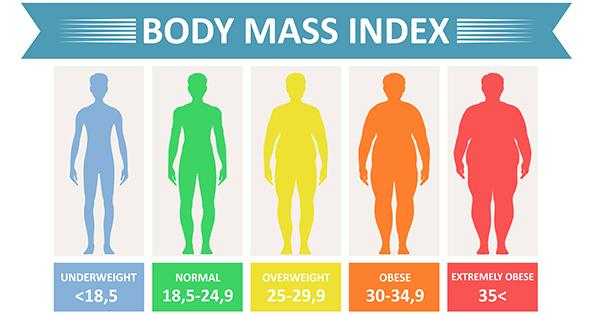 BODY MASS INDEX
UNDERWEIGHT
<18,5
NORMAL
18,5-24,9
OVERWEIGHT
25-29,9
OBESE
30-34,9
EXTREMELY OBESE
35<